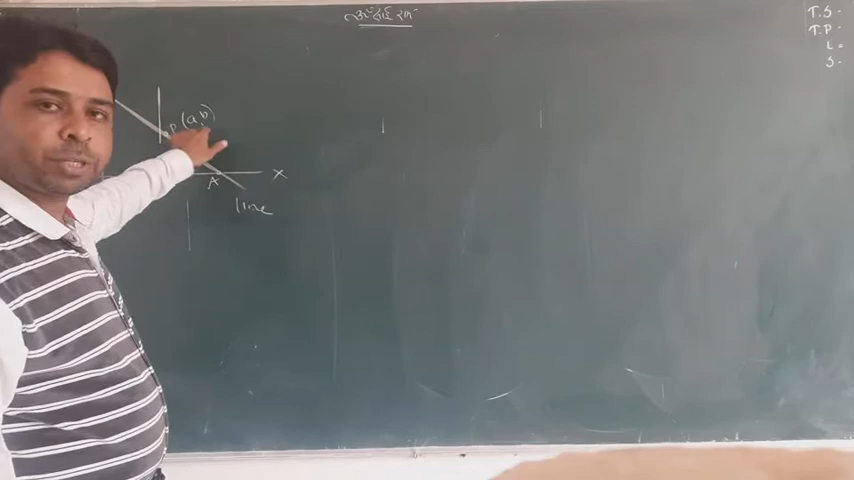 T.S-
T.P-
L=
S-
P (a,b)
A
X
line